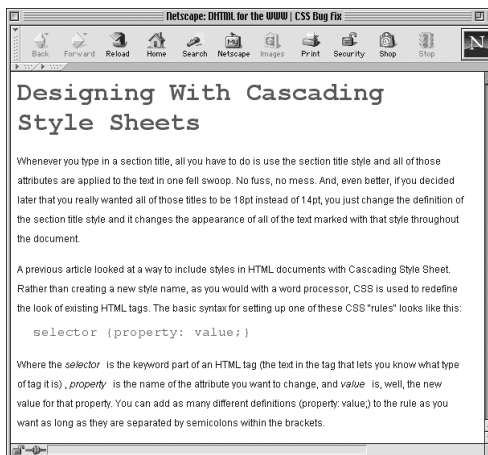 Netscape: DHTML for the WWW | CSS Bug Fix
Back Forward Reload Home Search Netscape Images Print Security Shop Stop
N
Designing With Cascading
Style Sheets
Whenever you type in a section title, all you have to do is use the section title style and all of those
attributes are applied to the text in one fell swoop. No fuss, no mess. And, even better, if you decided
later that you really wanted all of those titles to be 18pt instead of 14pt, you just change the definition of
the section title style and it changes the appearance of all of the text marked with that style throughout
the document.
A previous article looked at a way to include styles in HTML documents with Cascading Style Sheet.
Rather than creating a new style name, as you would with a word processor, CSS is used to redefine
the look of existing HTML tags. The basic syntax for setting up one of these CSS "rules" looks like this:
selector {property: value;}
Where the selector is the keyword part of an HTML tag (the text in the tag that lets you know what type
of tag it is) , property is the name of the attribute you want to change, and value is, well, the new
value for that property. You can add as many different definitions (property: value;) to the rule as you
want as long as they are separated by semicolons within the brackets.